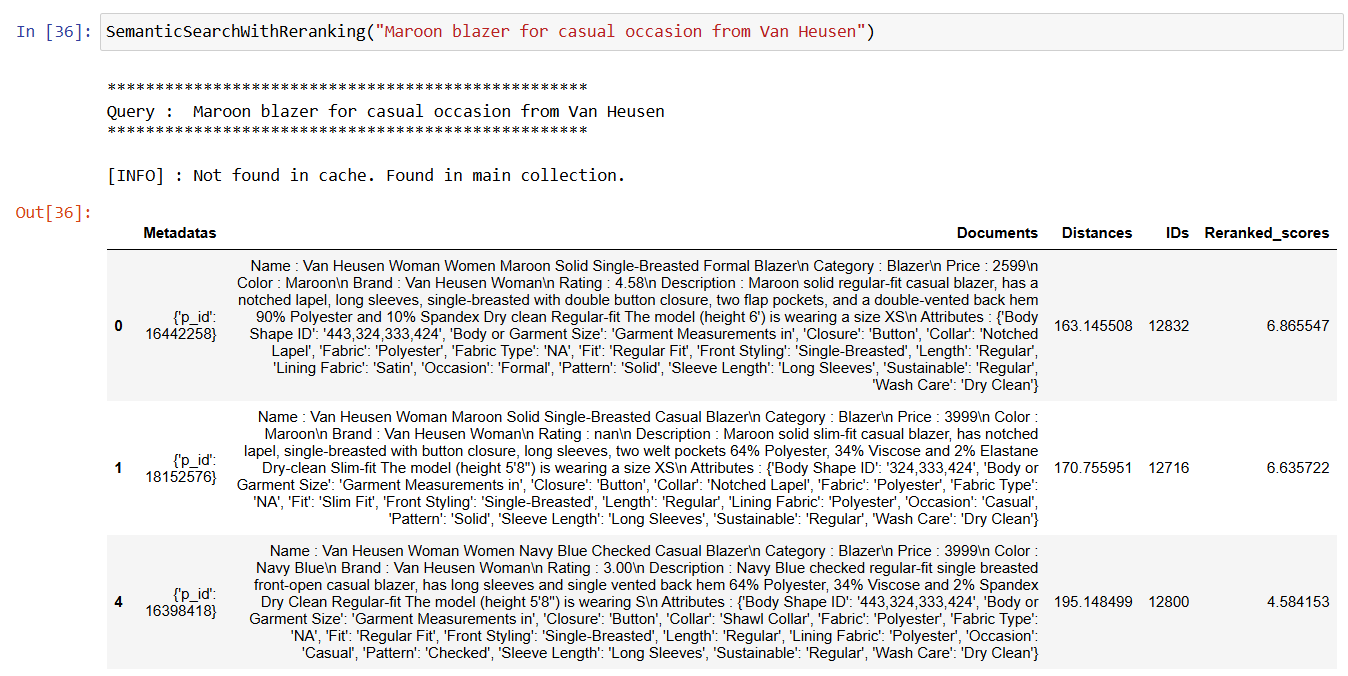 In [36]: SemanticSearchWithReranking("Maroon blazer for casual occasion from Van Heusen")
**************************************************
Query :  Maroon blazer for casual occasion from Van Heusen
**************************************************
[INFO] : Not found in cache. Found in main collection.
Out[36]:
Metadatas Documents Distances IDs Reranked_scores
Name : Van Heusen Woman Women Maroon Solid Single-Breasted Formal Blazer\n Category : Blazer\n Price : 2599\n
Color : Maroon\n Brand : Van Heusen Woman\n Rating : 4.58\n Description : Maroon solid regular-fit casual blazer, has a
notched lapel, long sleeves, single-breasted with double button closure, two flap pockets, and a double-vented back hem
90% Polyester and 10% Spandex Dry clean Regular-fit The model (height 6') is wearing a size XS\n Attributes : {'Body
0 {'p_id': 16442258} Shape ID': '443,324,333,424', 'Body or Garment Size': 'Garment Measurements in', 'Closure': 'Button', 'Collar': 'Notched 163.145508 12832 6.865547
Lapel', 'Fabric': 'Polyester', 'Fabric Type': 'NA', 'Fit': 'Regular Fit', 'Front Styling': 'Single-Breasted', 'Length': 'Regular',
'Lining Fabric': 'Satin', 'Occasion': 'Formal', 'Pattern': 'Solid', 'Sleeve Length': 'Long Sleeves', 'Sustainable': 'Regular',
'Wash Care': 'Dry Clean'}
Name : Van Heusen Woman Maroon Solid Single-Breasted Casual Blazer\n Category : Blazer\n Price : 3999\n Color :
Maroon\n Brand : Van Heusen Woman\n Rating : nan\n Description : Maroon solid slim-fit casual blazer, has notched
lapel, single-breasted with button closure, long sleeves, two welt pockets 64% Polyester, 34% Viscose and 2% Elastane
1 {'p_id': 18152576} Dry-clean Slim-fit The model (height 5'8") is wearing a size XS\n Attributes : {'Body Shape ID': '324,333,424', 'Body or 170.755951 12716 6.635722
Garment Size': 'Garment Measurements in', 'Closure': 'Button', 'Collar': 'Notched Lapel', 'Fabric': 'Polyester', 'Fabric Type':
'NA', 'Fit': 'Slim Fit', 'Front Styling': 'Single-Breasted', 'Length': 'Regular', 'Lining Fabric': 'Polyester', 'Occasion': 'Casual',
'Pattern': 'Solid', 'Sleeve Length': 'Long Sleeves', 'Sustainable': 'Regular', 'Wash Care': 'Dry Clean'}
Name : Van Heusen Woman Women Navy Blue Checked Casual Blazer\n Category : Blazer\n Price : 3999\n Color :
Navy Blue\n Brand : Van Heusen Woman\n Rating : 3.00\n Description : Navy Blue checked regular-fit single breasted
front-open casual blazer, has long sleeves and single vented back hem 64% Polyester, 34% Viscose and 2% Spandex
4 {'p_id': 16398418} Dry Clean Regular-fit The model (height 5'8") is wearing S\n Attributes : {'Body Shape ID': '443,324,333,424', 'Body or 195.148499 12800 4.584153
Garment Size': 'Garment Measurements in', 'Closure': 'Button', 'Collar': 'Shawl Collar', 'Fabric': 'Polyester', 'Fabric Type':
'NA', 'Fit': 'Regular Fit', 'Front Styling': 'Single-Breasted', 'Length': 'Regular', 'Lining Fabric': 'Polyester', 'Occasion':
'Casual', 'Pattern': 'Checked', 'Sleeve Length': 'Long Sleeves', 'Sustainable': 'Regular', 'Wash Care': 'Dry Clean'}